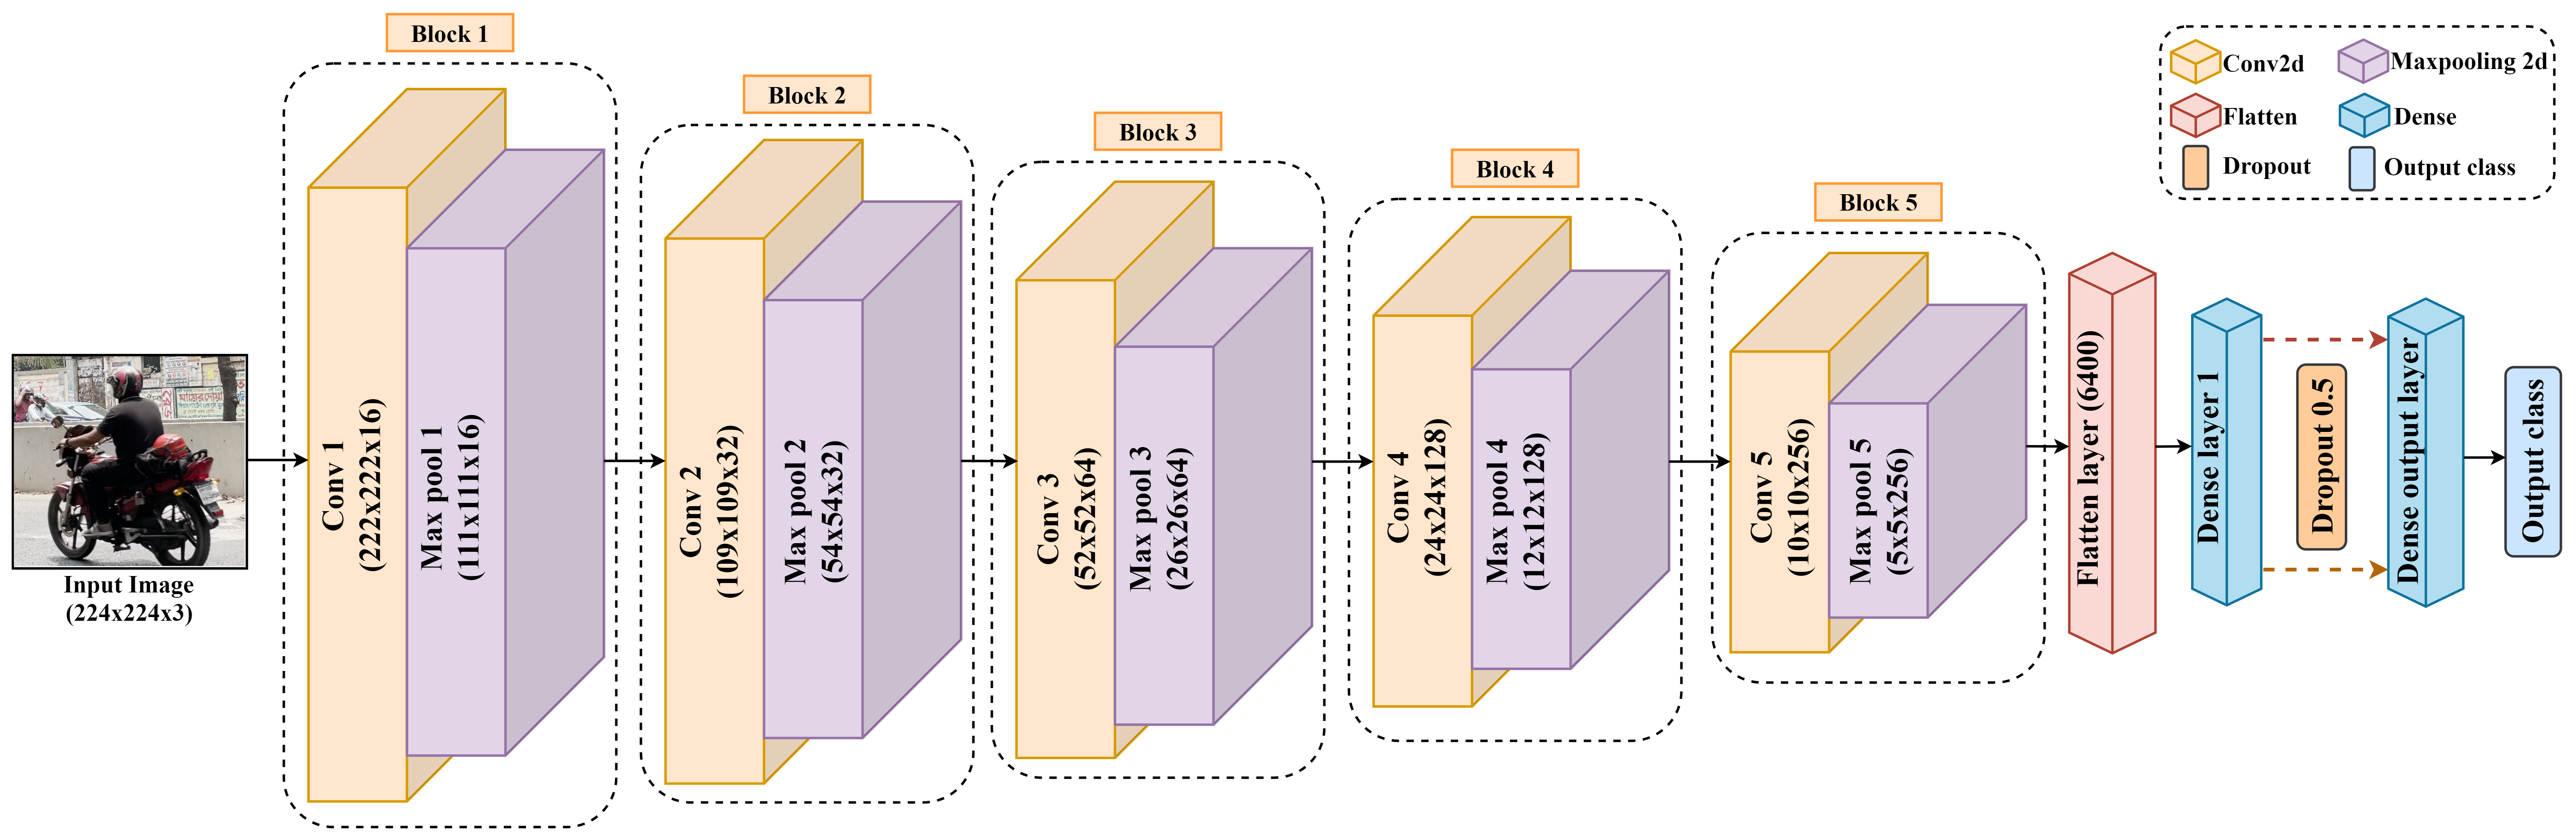 Block 1
Block 2
Block 3
Block 4
Block 5
Conv2d
Maxpooling 2d
Flatten
Dense
Dropout
Output class
Input Image
(224x224x3)
Conv 1
(222x222x16)
Max pool 1
(111x111x16)
Conv 2
(109x109x32)
Max pool 2
(54x54x32)
Conv 3
(52x52x64)
Max pool 3
(26x26x64)
Conv 4
(24x24x128)
Max pool 4
(12x12x128)
Conv 5
(10x10x256)
Max pool 5
(5x5x256)
Flatten layer (6400)
Dense layer 1
Dropout 0.5
Dense output layer
Output class